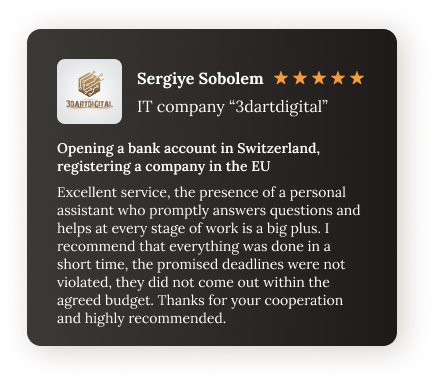 3DARTDIGITAL
Sergiye Sobolem
IT company “3dartdigital”
Opening a bank account in Switzerland,
registering a company in the EU
Excellent service, the presence of a personal
assistant who promptly answers questions and
helps at every stage of work is a big plus. I
recommend that everything was done in a
short time, the promised deadlines were not
violated, they did not come out within the
agreed budget. Thanks for your cooperation
and highly recommended.